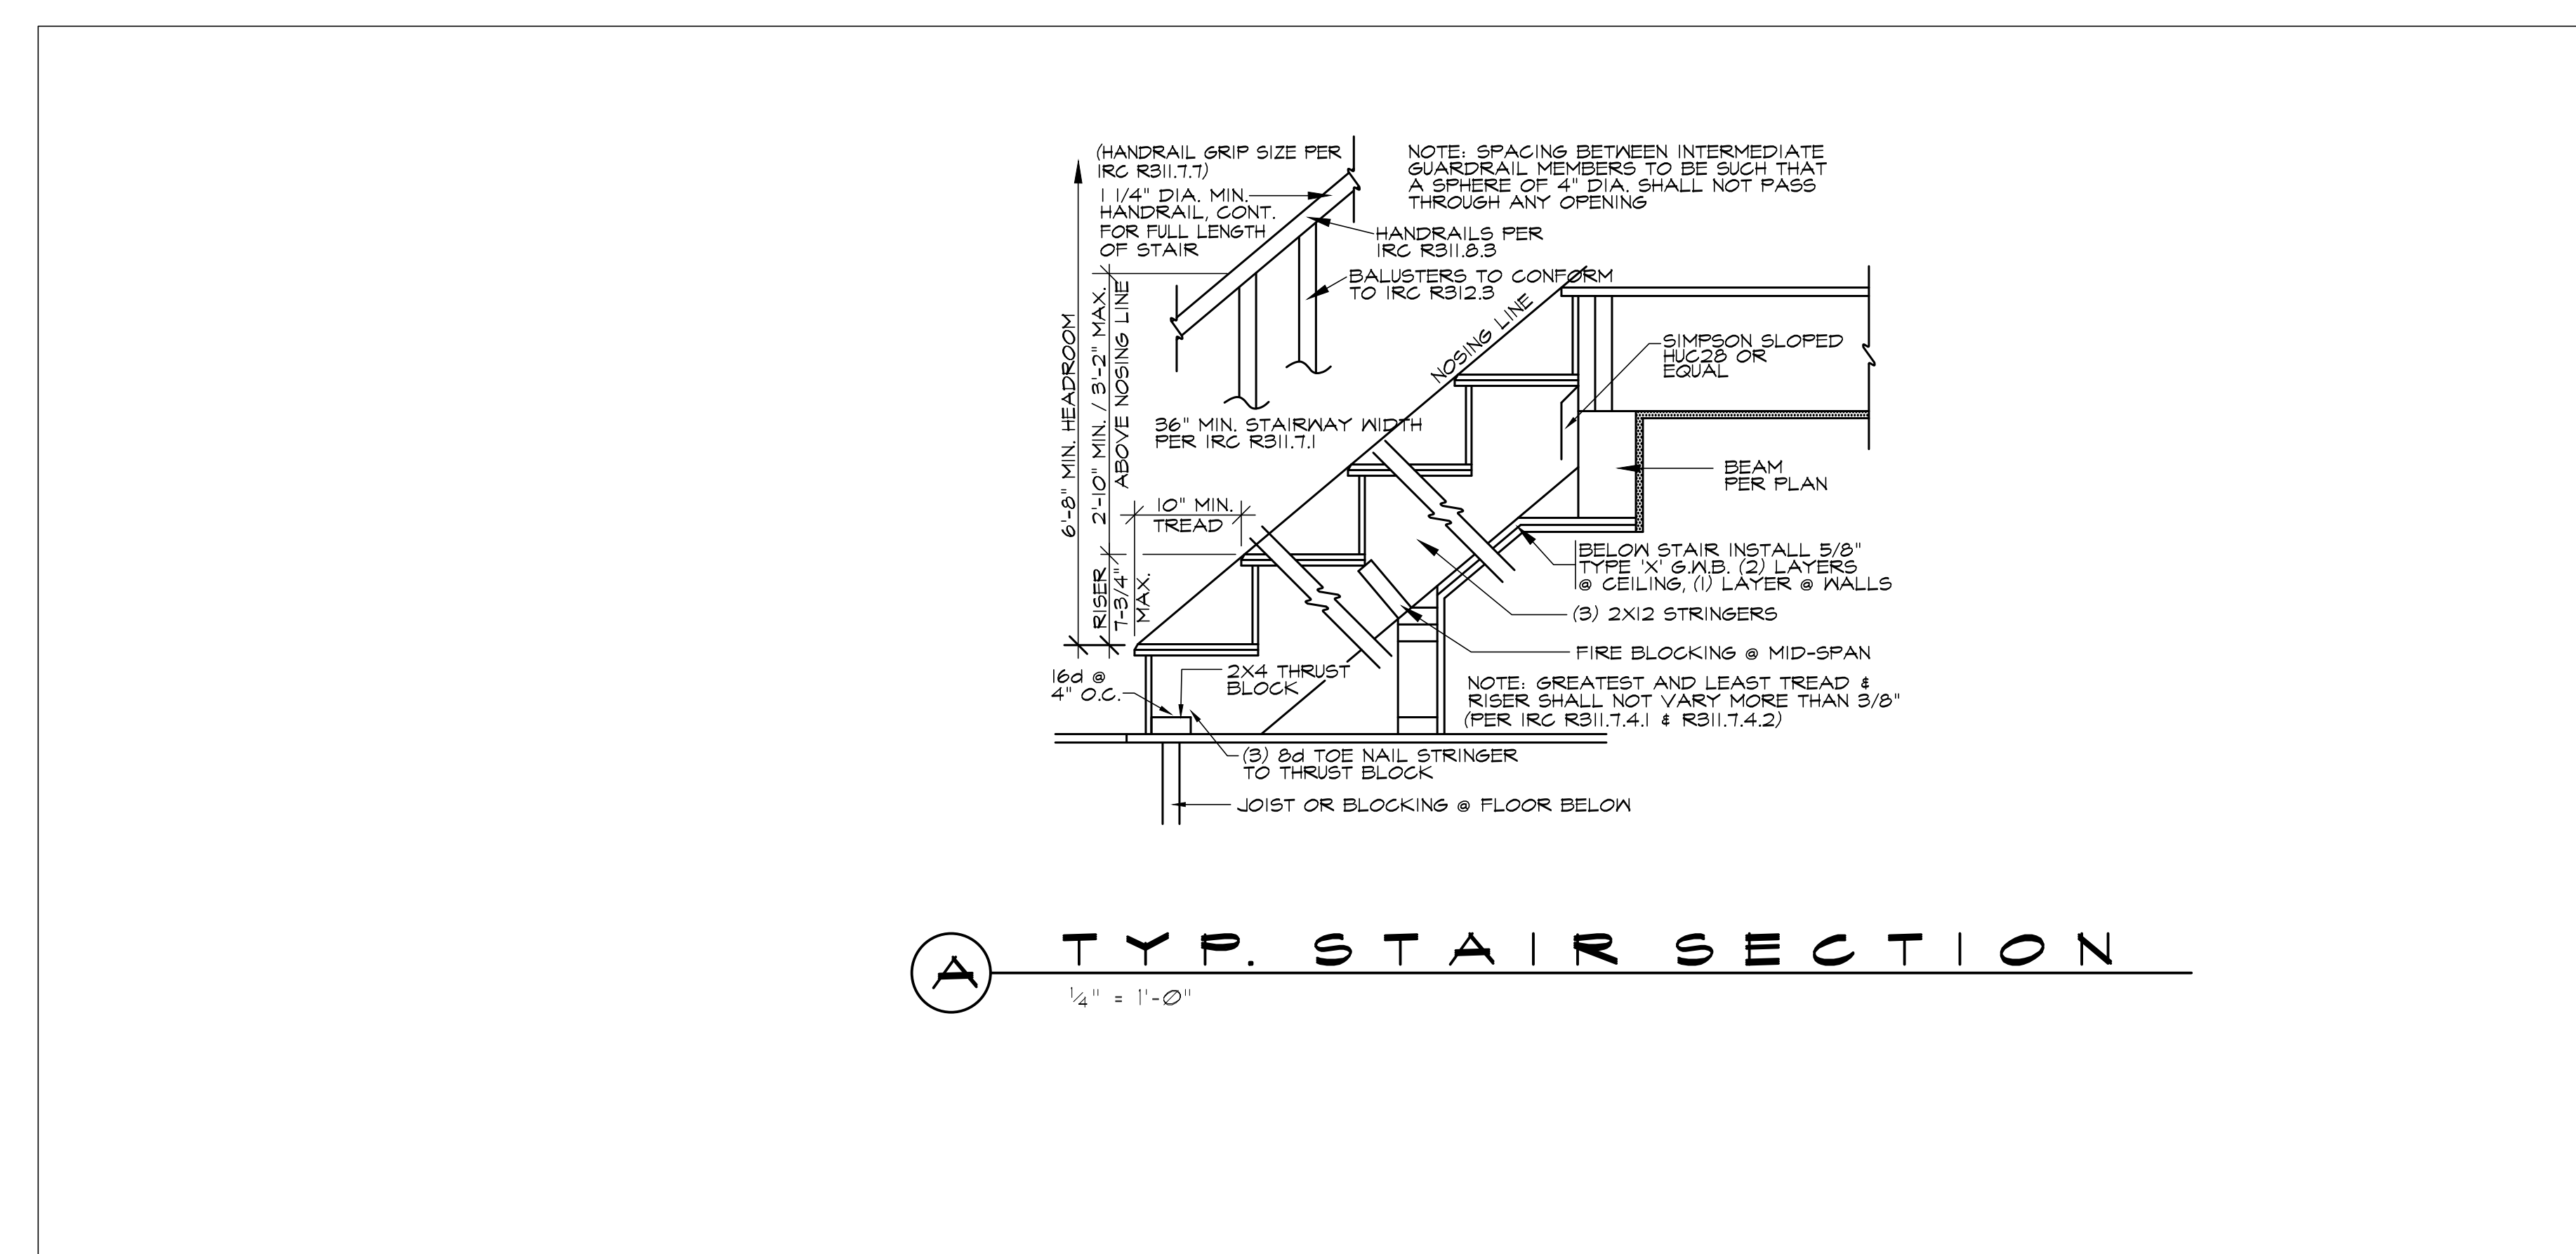 (HANDRAIL GRIP SIZE PER
IRC R311.7.7)
1 1/4" DIA. MIN.
HANDRAIL, CONT.
FOR FULL LENGTH
OF STAIR
NOTE: SPACING BETWEEN INTERMEDIATE
GUARDRAIL MEMBERS TO BE SUCH THAT
A SPHERE OF 4" DIA. SHALL NOT PASS
THROUGH ANY OPENING
HANDRAILS PER
IRC R311.8.3
BALUSTERS TO CONFORM
TO IRC R312.3
NOSING LINE
6'-8" MIN. HEADROOM
2'-10" MIN. / 3'-2" MAX.
ABOVE NOSING LINE
SIMPSON SLOPED
HUC28 OR
EQUAL
36" MIN. STAIRWAY WIDTH
PER IRC R311.7.1
BEAM
PER PLAN
10" MIN.
TREAD
RISER
7-3/4"
MAX.
BELOW STAIR INSTALL 5/8"
TYPE 'X' G.W.B. (2) LAYERS
@ CEILING, (1) LAYER @ WALLS
(3) 2X12 STRINGERS
FIRE BLOCKING @ MID-SPAN
16d @
4" O.C.
2X4 THRUST
BLOCK
NOTE: GREATEST AND LEAST TREAD &
RISER SHALL NOT VARY MORE THAN 3/8"
(PER IRC R311.7.4.1 & R311.7.4.2)
(3) 8d TOE NAIL STRINGER
TO THRUST BLOCK
JOIST OR BLOCKING @ FLOOR BELOW
A
TYP. STAIR SECTION
1/4" = 1'-0"